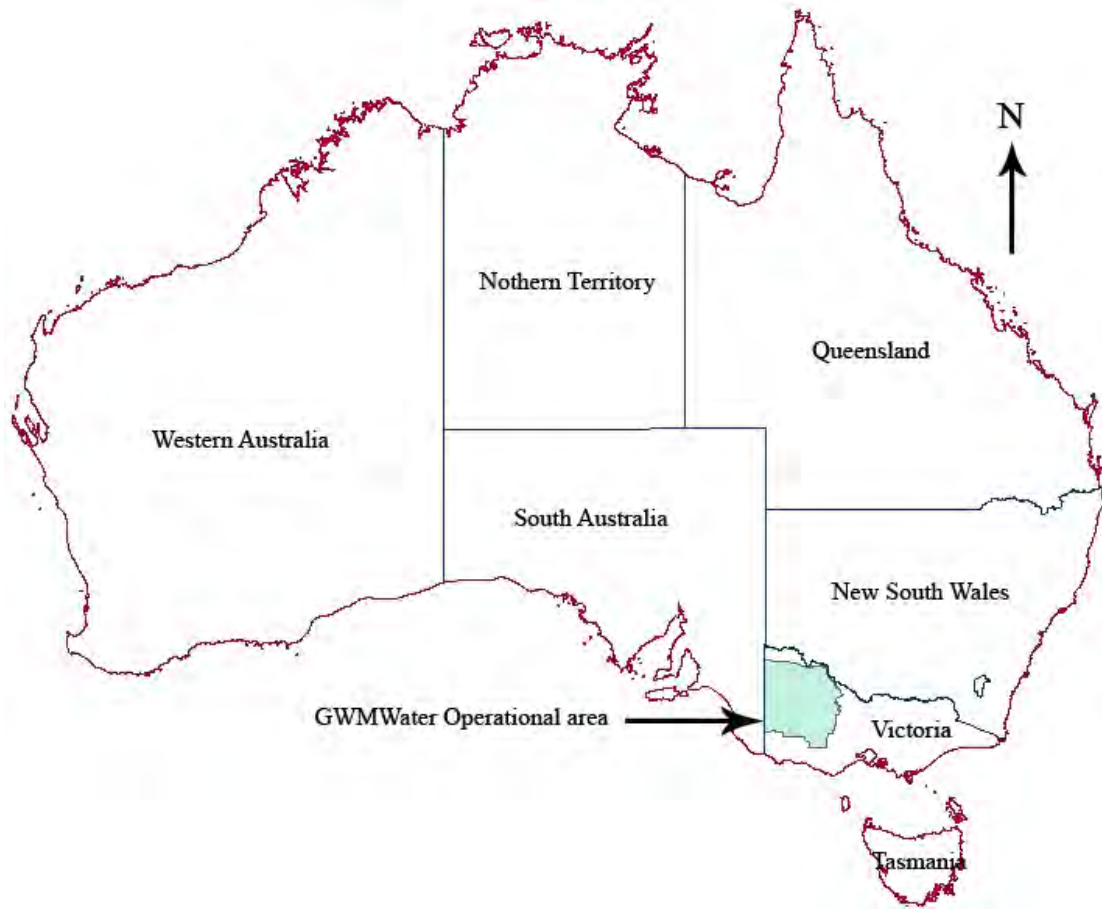 N
Nothern Territory
Queensland
Western Australia
South Australia
New South Wales
GWMWater Operational area
Victoria
Tasmania